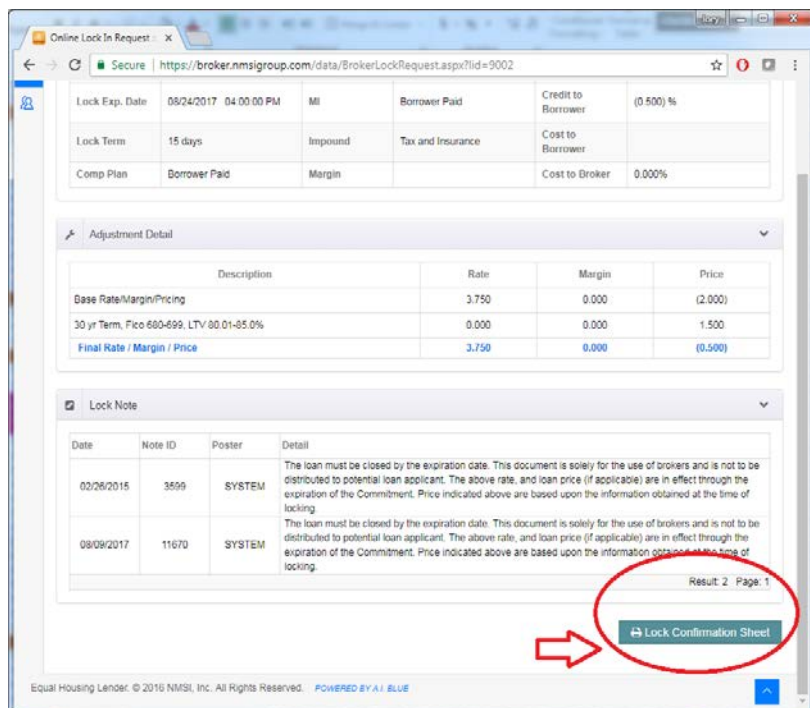 Online Lock In Request :
Secure https://broker.nmsigroup.com/data/BrokerLockRequest.aspx?lid=9002
Lock Exp. Date 08/24/2017 04:00:00 PM MI Borrower Paid Credit to Borrower (0.500) %
Lock Term 15 days Impound Tax and Insurance Cost to Borrower
Comp Plan Borrower Paid Margin Cost to Broker 0.000%
Adjustment Detail
Description Rate Margin Price
Base Rate/Margin/Pricing 3.750 0.000 (2.000)
30 yr Term, Fico 680-699, LTV 80.01-85.0% 0.000 0.000 1.500
Final Rate / Margin / Price 3.750 0.000 (0.500)
Lock Note
Date Note ID Poster Detail
02/26/2015 3599 SYSTEM
The loan must be closed by the expiration date. This document is solely for the use of brokers and is not to be
distributed to potential loan applicant. The above rate, and loan price (if applicable) are in effect through the
expiration of the Commitment. Price indicated above are based upon the information obtained at the time of
locking.
08/09/2017 11670 SYSTEM
The loan must be closed by the expiration date. This document is solely for the use of brokers and is not to be
distributed to potential loan applicant. The above rate, and loan price (if applicable) are in effect through the
expiration of the Commitment. Price indicated above are based upon the information obtained at the time of
locking.
Result: 2 Page: 1
Lock Confirmation Sheet
Equal Housing Lender. © 2016 NMSI, Inc. All Rights Reserved. POWERED BY A.I. BLUE